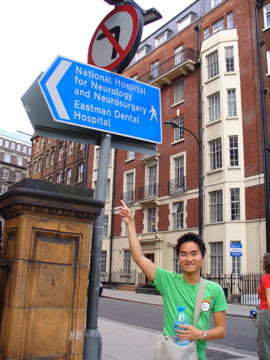 National Hospital
for Neurology
and Neurosurgery
Eastman Dental
Hospital